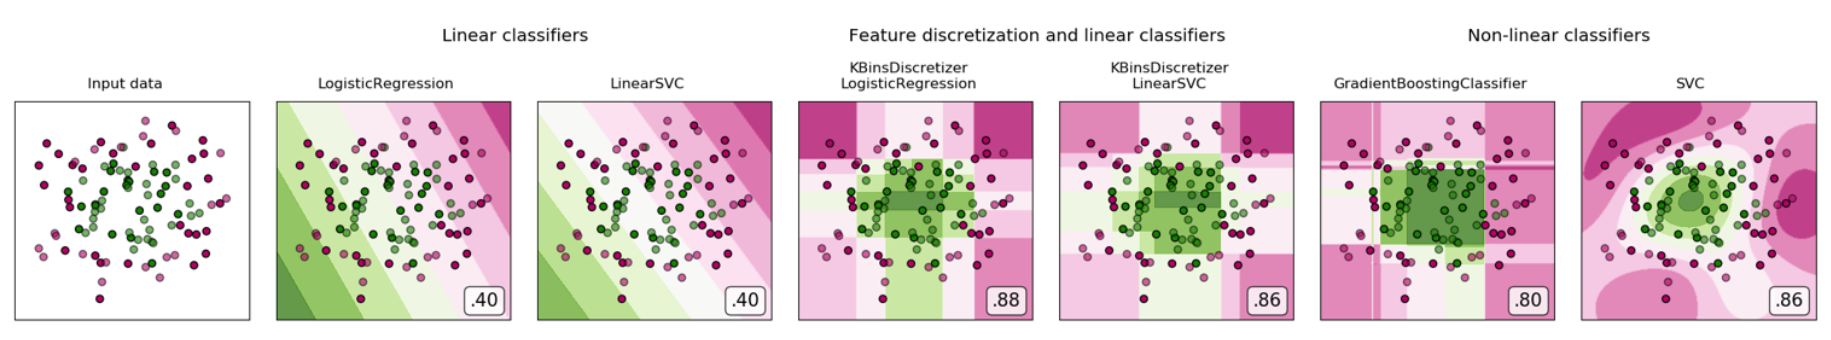 Linear classifiers
Feature discretization and linear classifiers
Non-linear classifiers
Input data
LogisticRegression
LinearSVC
KBinsDiscretizer
LogisticRegression
KBinsDiscretizer
LinearSVC
GradientBoostingClassifier
SVC
.40
.40
.88
.86
.80
.86